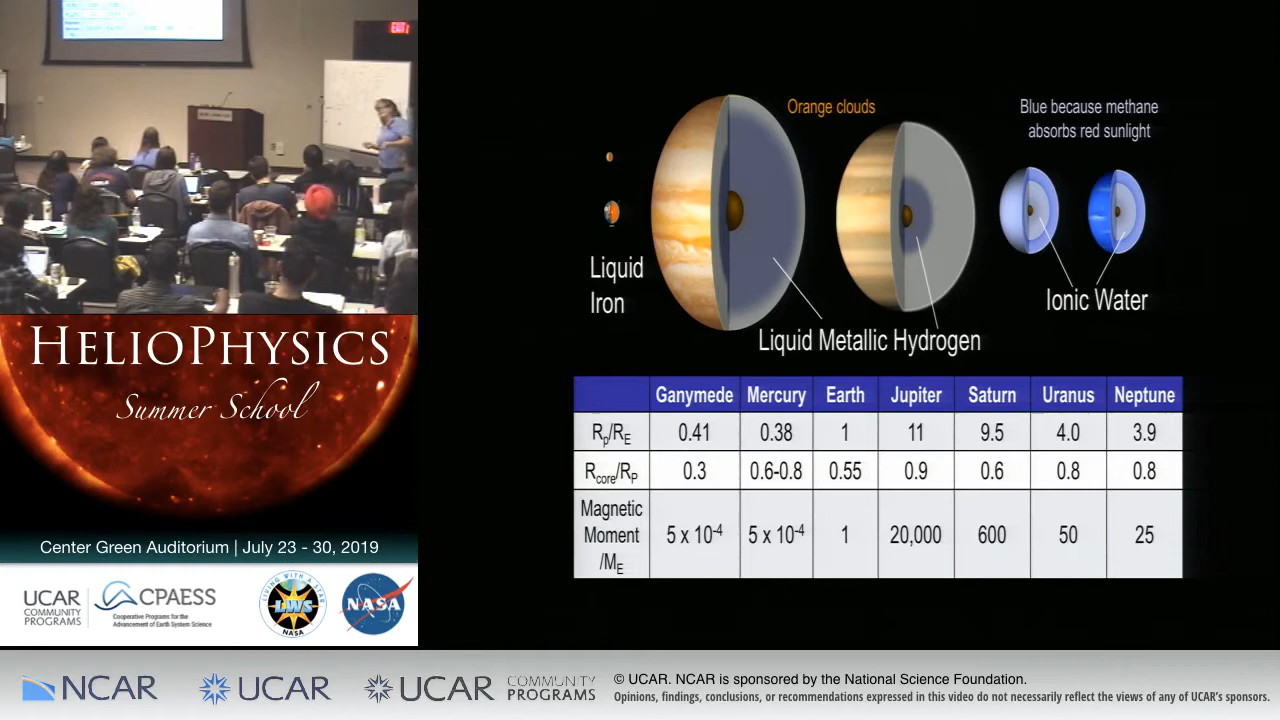 EXIT
HELIOPHYSICS
Summer School
Center Green Auditorium | July 23 - 30, 2019
UCAR
COMMUNITY
PROGRAMS
CPAESS
Cooperative Programs for the
Advancement of Earth System Science
LIVING WITH A STAR
LWS
NASA
NASA
Orange clouds
Blue because methane
absorbs red sunlight
Liquid
Iron
Liquid Metallic Hydrogen
Ionic Water
Ganymede Mercury Earth Jupiter Saturn Uranus Neptune
Rp/RE 0.41 0.38 1 11 9.5 4.0 3.9
Rcore/RP 0.3 0.6-0.8 0.55 0.9 0.6 0.8 0.8
Magnetic
Moment
/ME 5 x 10⁻⁴ 5 x 10⁻⁴ 1 20,000 600 50 25
NCAR
UCAR
UCAR
COMMUNITY
PROGRAMS
© UCAR. NCAR is sponsored by the National Science Foundation.
Opinions, findings, conclusions, or recommendations expressed in this video do not necessarily reflect the views of any of UCAR's sponsors.